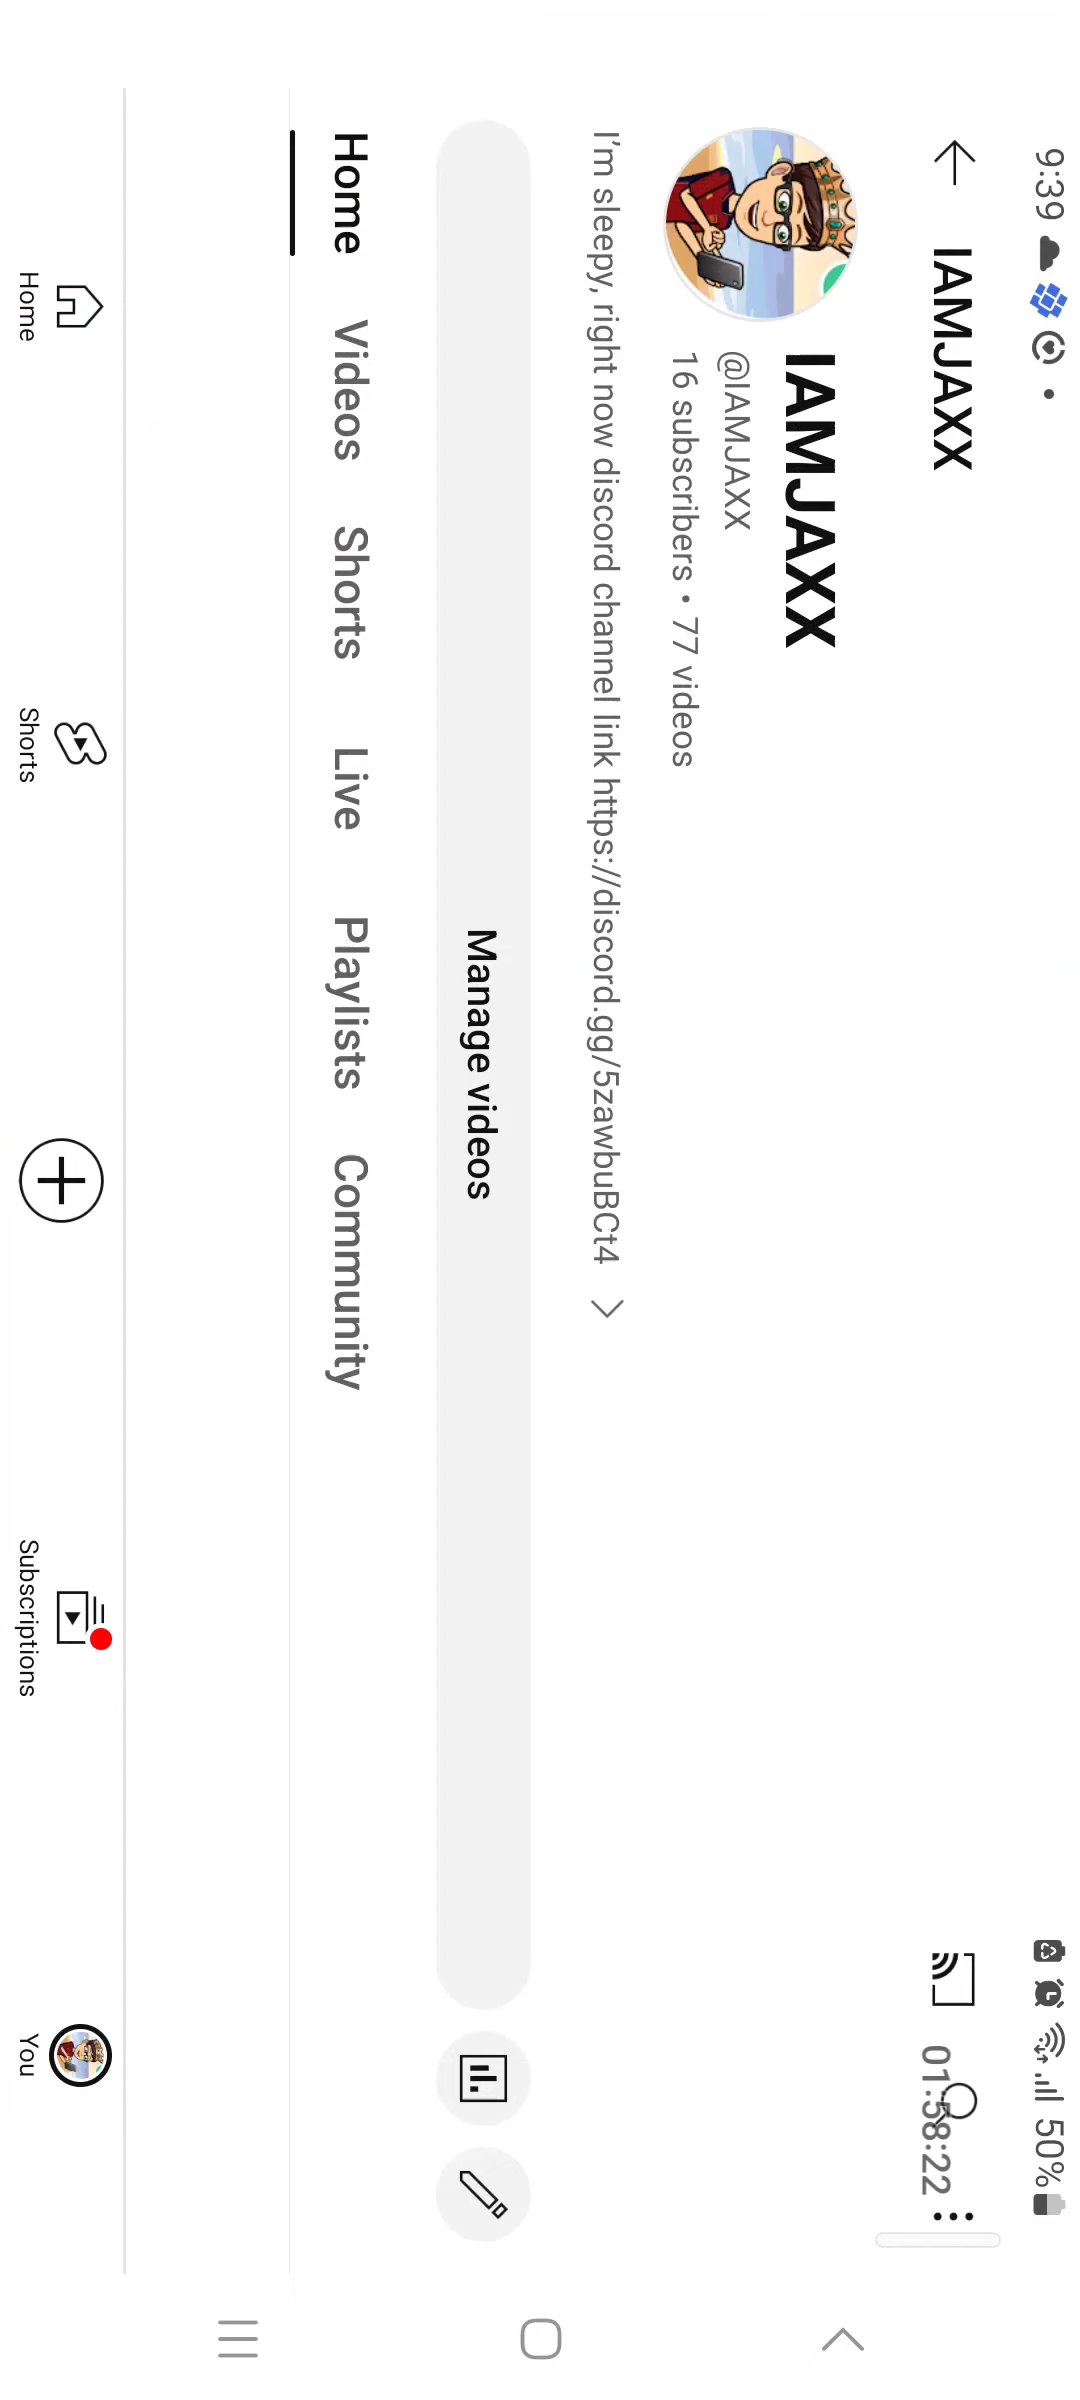 9:39
50%
IAMJAXX
01:58:22
IAMJAXX
@IAMJAXX
16 subscribers • 77 videos
I'm sleepy, right now discord channel link https://discord.gg/5zawbuBCt4
Manage videos
Home Videos Shorts Live Playlists Community
Home Shorts Subscriptions You